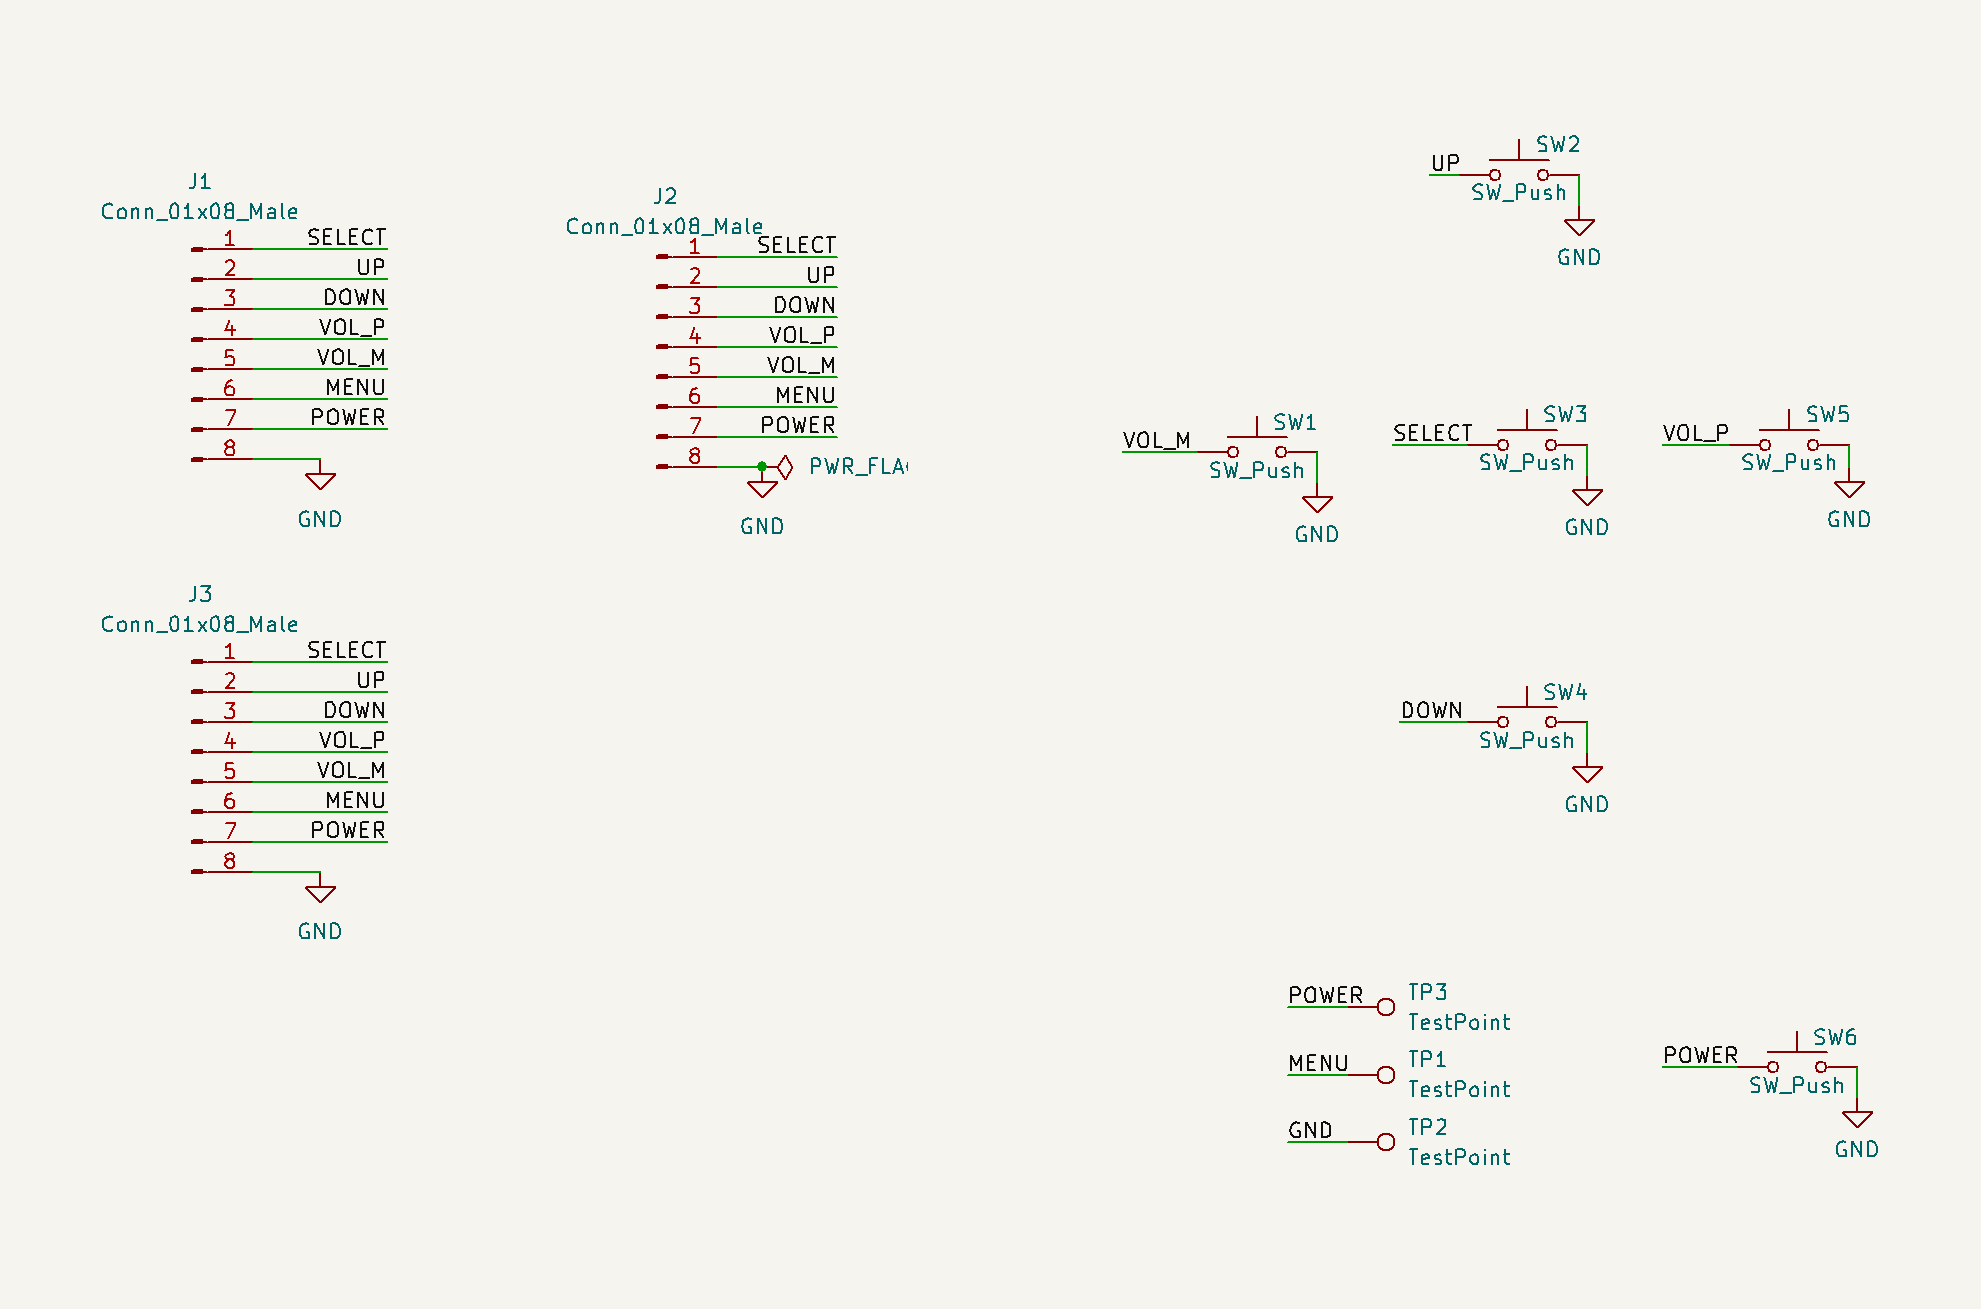 J1
Conn_01x08_Male
1 SELECT
2 UP
3 DOWN
4 VOL_P
5 VOL_M
6 MENU
7 POWER
8
GND
J2
Conn_01x08_Male
1 SELECT
2 UP
3 DOWN
4 VOL_P
5 VOL_M
6 MENU
7 POWER
8
PWR_FLA
GND
J3
Conn_01x08_Male
1 SELECT
2 UP
3 DOWN
4 VOL_P
5 VOL_M
6 MENU
7 POWER
8
GND
UP
SW2
SW_Push
GND
VOL_M
SW1
SW_Push
GND
SELECT
SW3
SW_Push
GND
VOL_P
SW5
SW_Push
GND
DOWN
SW4
SW_Push
GND
POWER
TP3
TestPoint
MENU
TP1
TestPoint
GND
TP2
TestPoint
POWER
SW6
SW_Push
GND